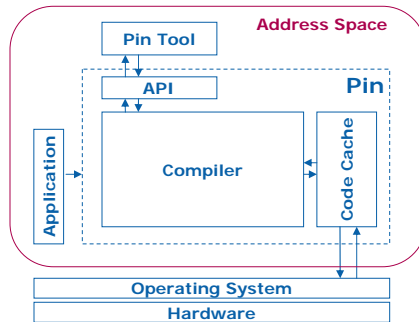 Address Space
Pin Tool
Pin
API
Application
Compiler
Code Cache
Operating System
Hardware